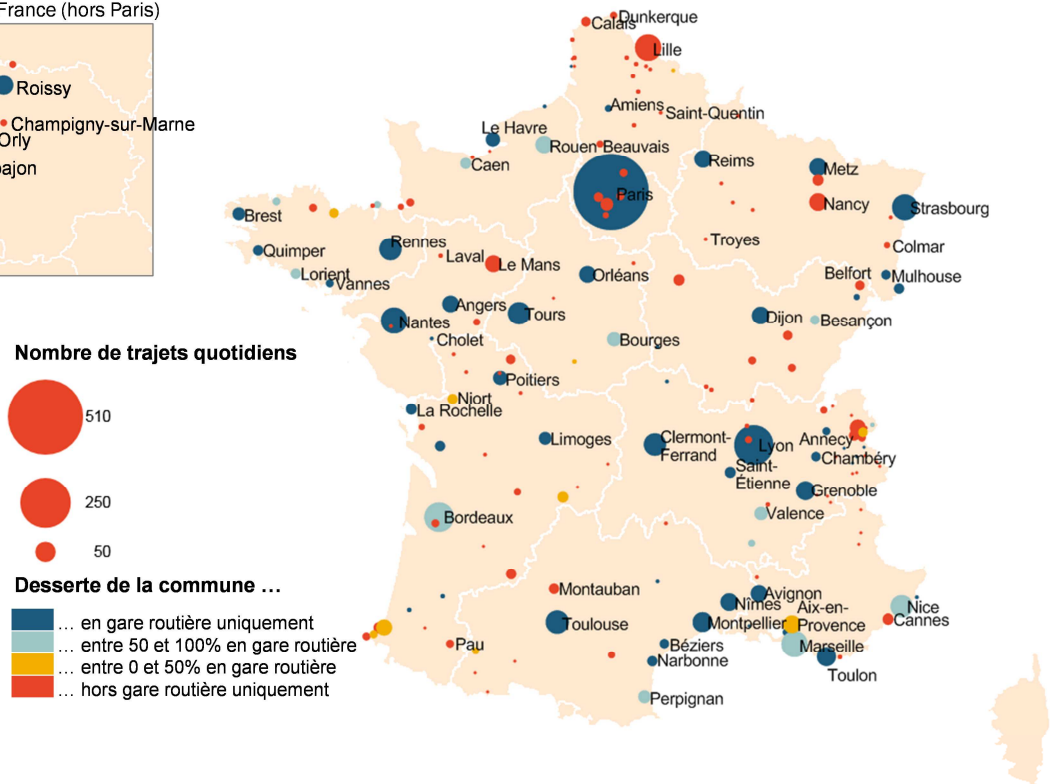 France (hors Paris)
Roissy
Champigny-sur-Marne
Orly
pajon
Dunkerque
Calais
Lille
Amiens
Saint-Quentin
Le Havre
Rouen
Beauvais
Caen
Reims
Metz
Paris
Nancy
Strasbourg
Brest
Troyes
Quimper
Rennes
Laval
Le Mans
Colmar
Lorient
Vannes
Orléans
Belfort
Mulhouse
Angers
Tours
Nantes
Dijon
Besançon
Cholet
Bourges
Nombre de trajets quotidiens
510
250
50
Poitiers
Niort
La Rochelle
Limoges
Clermont-
Ferrand
Lyon
Annecy
Chambéry
Saint-
Étienne
Grenoble
Bordeaux
Valence
Desserte de la commune …
… en gare routière uniquement
… entre 50 et 100% en gare routière
… entre 0 et 50% en gare routière
… hors gare routière uniquement
Montauban
Avignon
Nîmes
Aix-en-
Provence
Nice
Cannes
Toulouse
Montpellier
Pau
Béziers
Marseille
Narbonne
Toulon
Perpignan